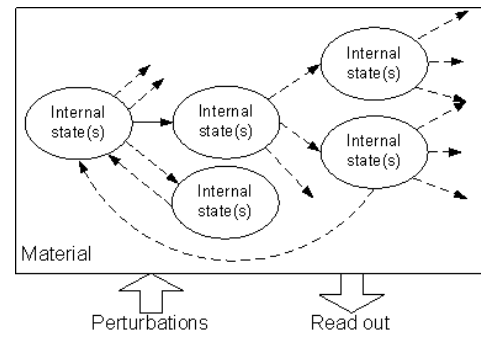 Internal
state(s)
Internal
state(s)
Internal
state(s)
Internal
state(s)
Internal
state(s)
Material
Perturbations
Read out